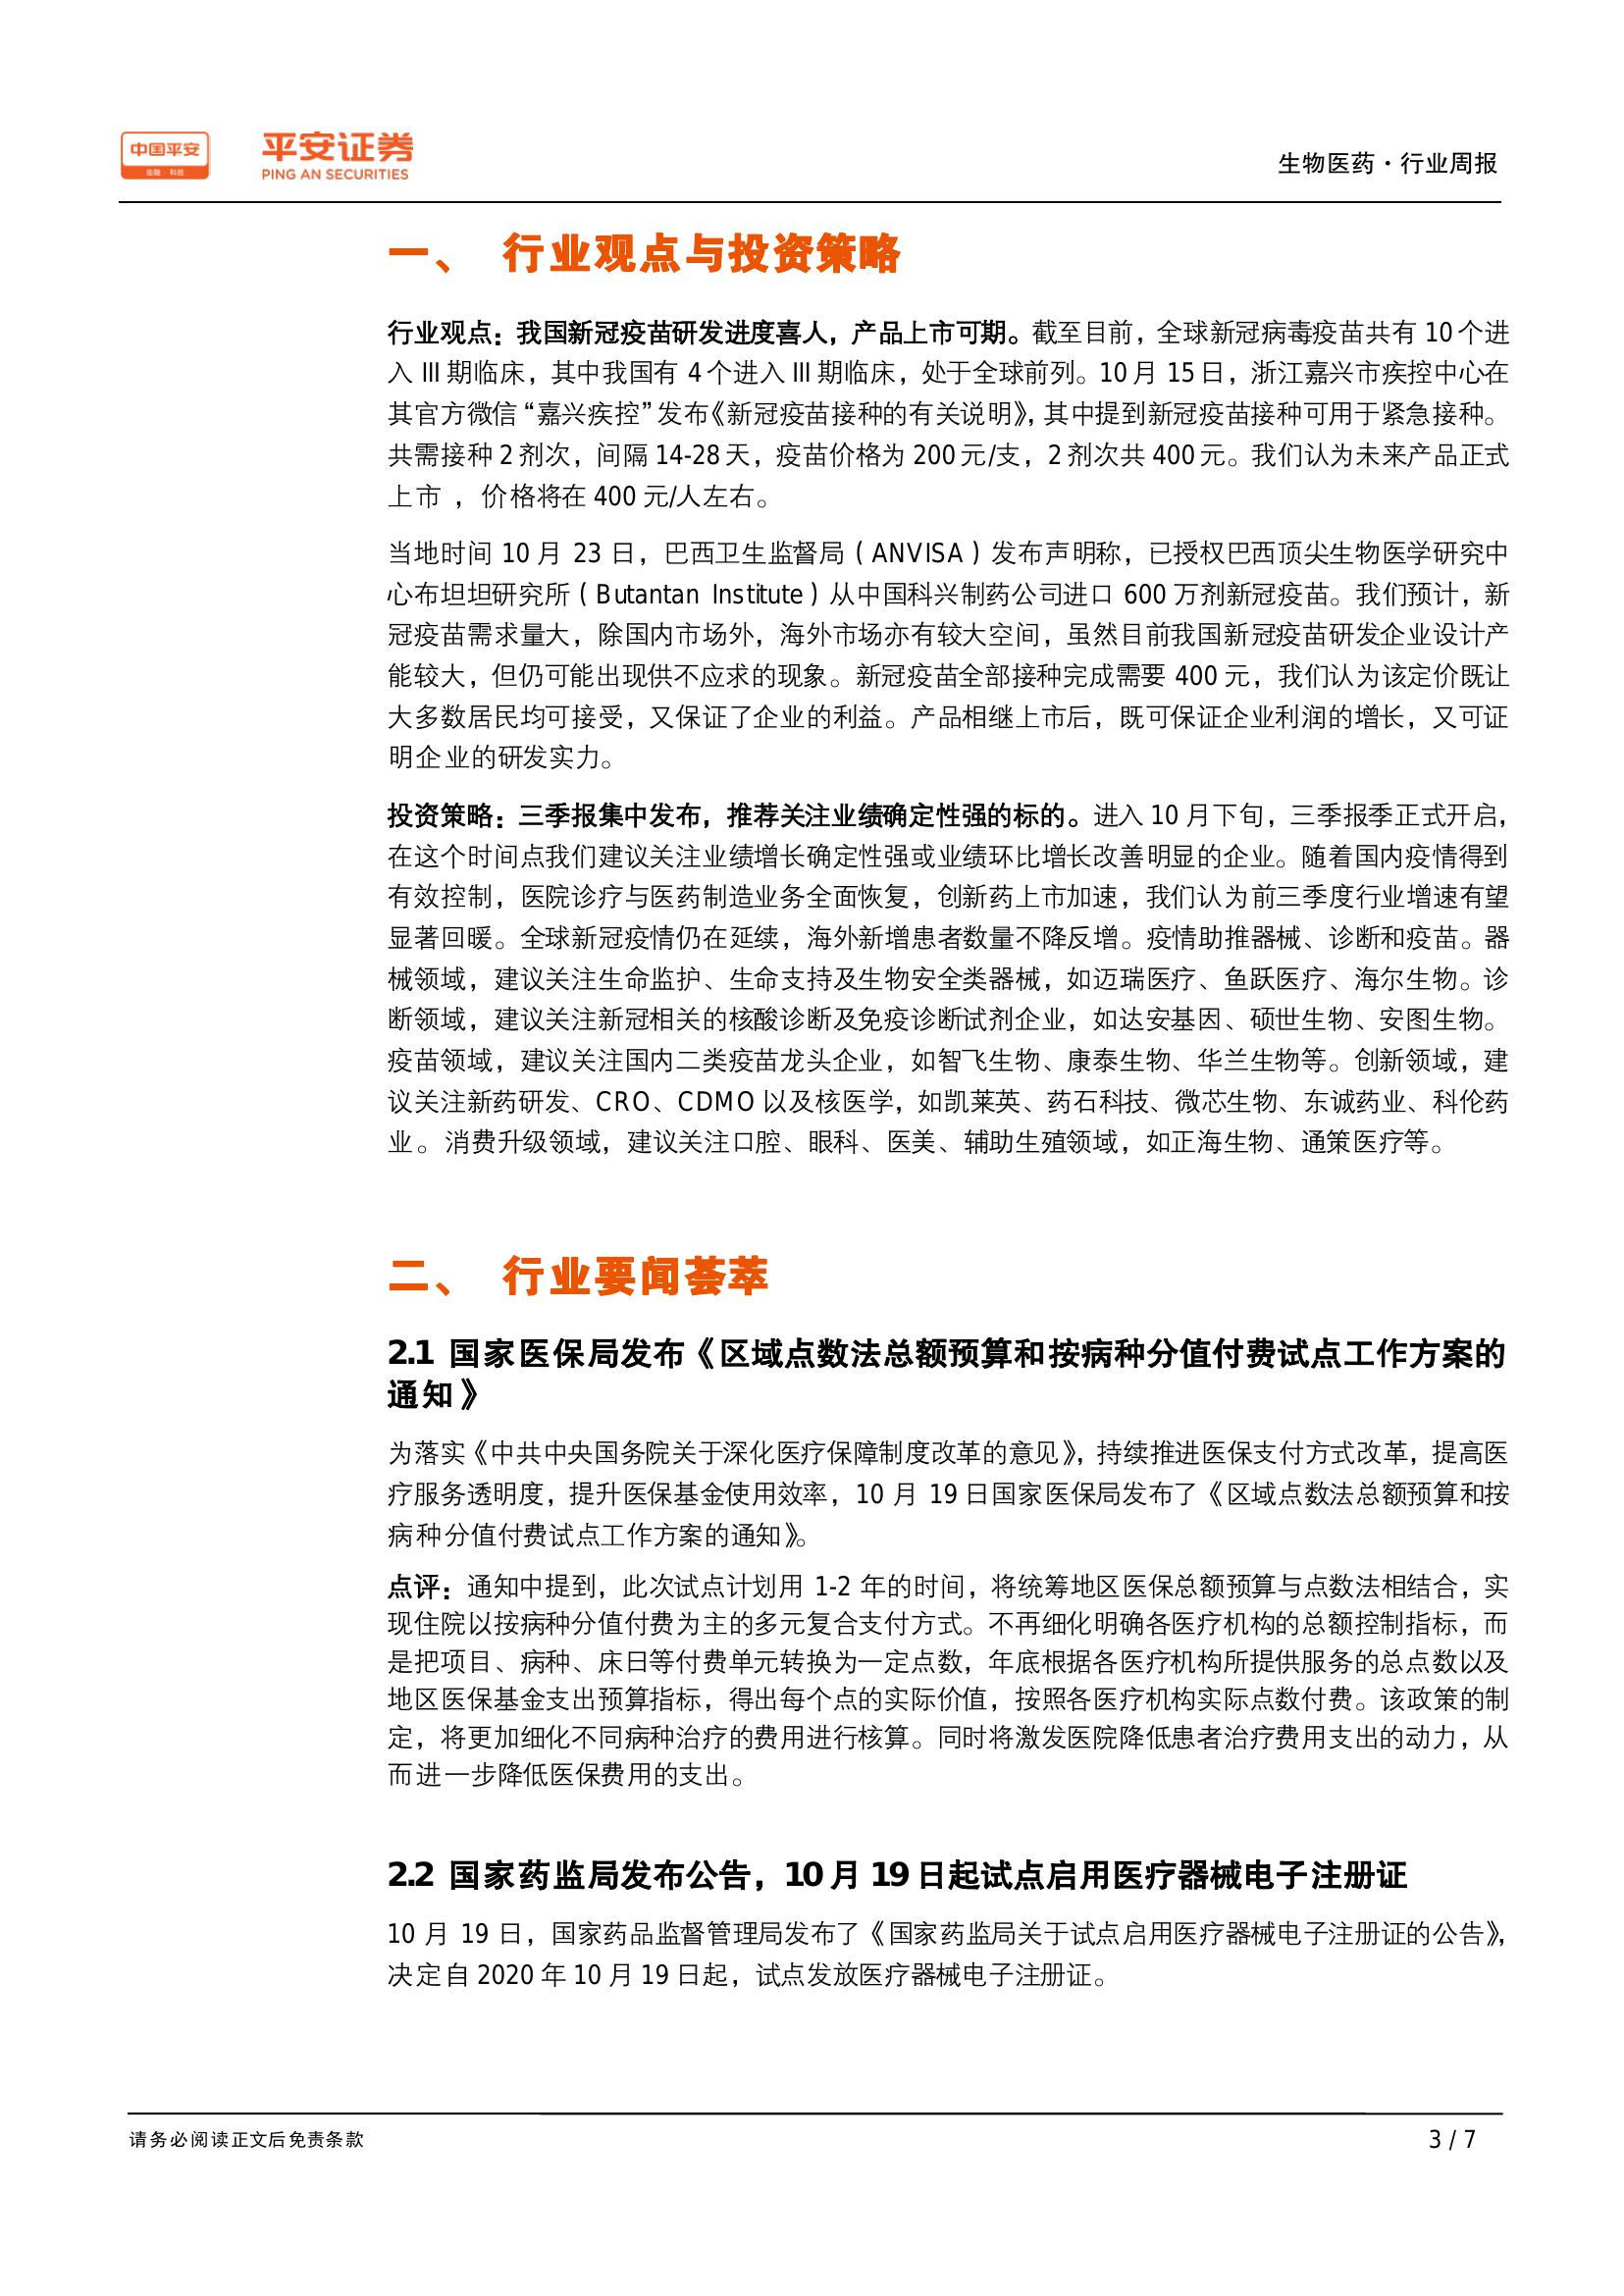 中国平安
金融·科技
平安证券
PING AN SECURITIES
生物医药·行业周报
一、 行业观点与投资策略
行业观点：我国新冠疫苗研发进度喜人，产品上市可期。截至目前，全球新冠病毒疫苗共有 10 个进
入 III 期临床，其中我国有 4 个进入 III 期临床，处于全球前列。10 月 15 日，浙江嘉兴市疾控中心在
其官方微信“嘉兴疾控”发布《新冠疫苗接种的有关说明》，其中提到新冠疫苗接种可用于紧急接种。
共需接种 2 剂次，间隔 14-28 天，疫苗价格为 200 元/支，2 剂次共 400 元。我们认为未来产品正式
上市 ，价格将在 400 元/人左右。
当地时间 10 月 23 日，巴西卫生监督局（ANVISA）发布声明称，已授权巴西顶尖生物医学研究中
心布坦坦研究所（Butantan Institute）从中国科兴制药公司进口 600 万剂新冠疫苗。我们预计，新
冠疫苗需求量大，除国内市场外，海外市场亦有较大空间，虽然目前我国新冠疫苗研发企业设计产
能较大，但仍可能出现供不应求的现象。新冠疫苗全部接种完成需要 400 元，我们认为该定价既让
大多数居民均可接受，又保证了企业的利益。产品相继上市后，既可保证企业利润的增长，又可证
明企业的研发实力。
投资策略：三季报集中发布，推荐关注业绩确定性强的标的。进入 10 月下旬，三季报季正式开启，
在这个时间点我们建议关注业绩增长确定性强或业绩环比增长改善明显的企业。随着国内疫情得到
有效控制，医院诊疗与医药制造业务全面恢复，创新药上市加速，我们认为前三季度行业增速有望
显著回暖。全球新冠疫情仍在延续，海外新增患者数量不降反增。疫情助推器械、诊断和疫苗。器
械领域，建议关注生命监护、生命支持及生物安全类器械，如迈瑞医疗、鱼跃医疗、海尔生物。诊
断领域，建议关注新冠相关的核酸诊断及免疫诊断试剂企业，如达安基因、硕世生物、安图生物。
疫苗领域，建议关注国内二类疫苗龙头企业，如智飞生物、康泰生物、华兰生物等。创新领域，建
议关注新药研发、CRO、CDMO 以及核医学，如凯莱英、药石科技、微芯生物、东诚药业、科伦药
业。消费升级领域，建议关注口腔、眼科、医美、辅助生殖领域，如正海生物、通策医疗等。
二、 行业要闻荟萃
2.1 国家医保局发布《区域点数法总额预算和按病种分值付费试点工作方案的
通知》
为落实《中共中央国务院关于深化医疗保障制度改革的意见》，持续推进医保支付方式改革，提高医
疗服务透明度，提升医保基金使用效率，10 月 19 日国家医保局发布了《区域点数法总额预算和按
病种分值付费试点工作方案的通知》。
点评：通知中提到，此次试点计划用 1-2 年的时间，将统筹地区医保总额预算与点数法相结合，实
现住院以按病种分值付费为主的多元复合支付方式。不再细化明确各医疗机构的总额控制指标，而
是把项目、病种、床日等付费单元转换为一定点数，年底根据各医疗机构所提供服务的总点数以及
地区医保基金支出预算指标，得出每个点的实际价值，按照各医疗机构实际点数付费。该政策的制
定，将更加细化不同病种治疗的费用进行核算。同时将激发医院降低患者治疗费用支出的动力，从
而进一步降低医保费用的支出。
2.2 国家药监局发布公告，10 月 19 日起试点启用医疗器械电子注册证
10 月 19 日，国家药品监督管理局发布了《国家药监局关于试点启用医疗器械电子注册证的公告》，
决定自 2020 年 10 月 19 日起，试点发放医疗器械电子注册证。
请务必阅读正文后免责条款
3 / 7